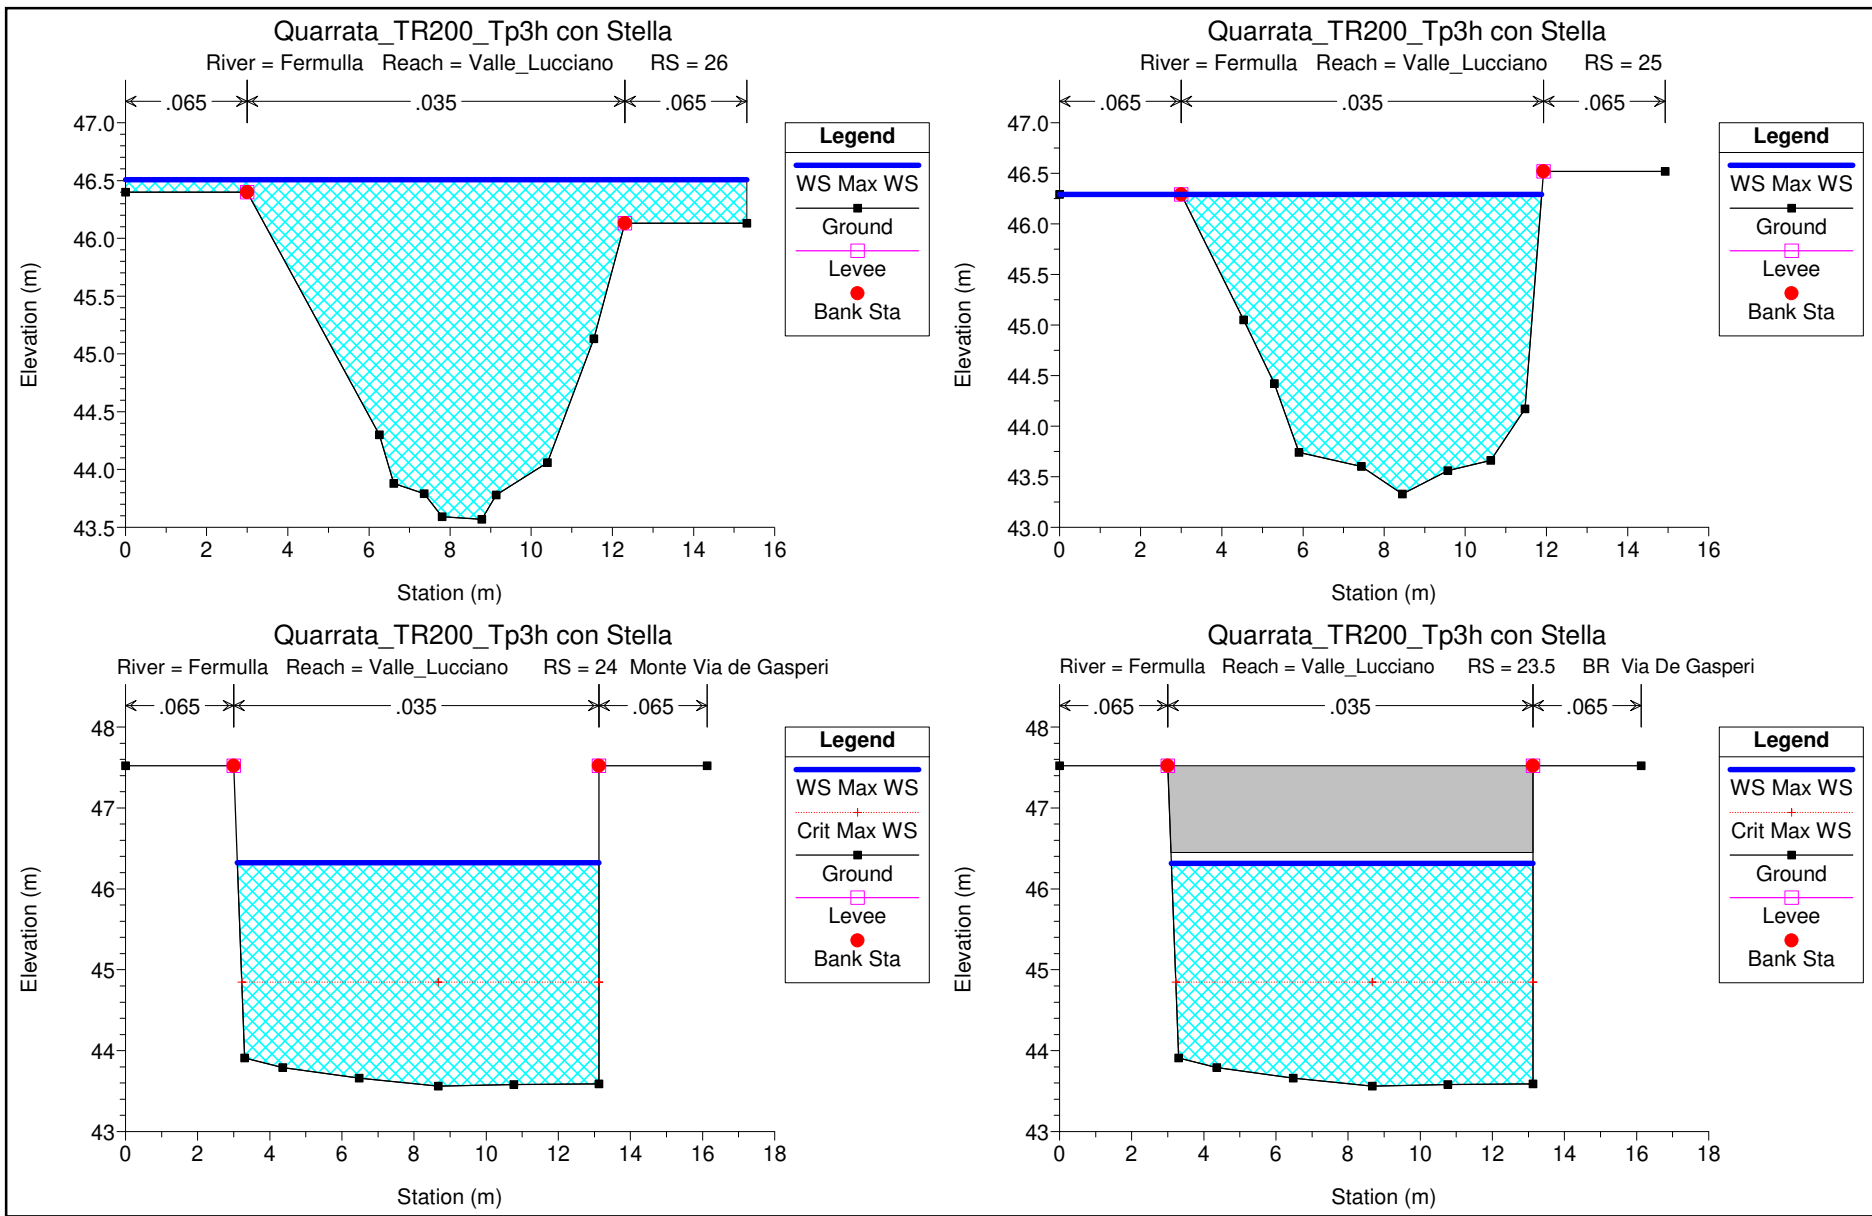 Quarrata_TR200_Tp3h con Stella
River = Fermulla Reach = Valle_Lucciano RS = 26
.065 .035 .065
47.0
46.5
46.0
45.5
45.0
44.5
44.0
43.5
0 2 4 6 8 10 12 14 16
Station (m)
Elevation (m)
Legend
WS Max WS
Ground
Levee
Bank Sta
Quarrata_TR200_Tp3h con Stella
River = Fermulla Reach = Valle_Lucciano RS = 25
.065 .035 .065
47.0
46.5
46.0
45.5
45.0
44.5
44.0
43.5
43.0
0 2 4 6 8 10 12 14 16
Station (m)
Elevation (m)
Legend
WS Max WS
Ground
Levee
Bank Sta
Quarrata_TR200_Tp3h con Stella
River = Fermulla Reach = Valle_Lucciano RS = 24 Monte Via de Gasperi
.065 .035 .065
48
47
46
45
44
43
0 2 4 6 8 10 12 14 16 18
Station (m)
Elevation (m)
Legend
WS Max WS
Crit Max WS
Ground
Levee
Bank Sta
Quarrata_TR200_Tp3h con Stella
River = Fermulla Reach = Valle_Lucciano RS = 23.5 BR Via De Gasperi
.065 .035 .065
48
47
46
45
44
43
0 2 4 6 8 10 12 14 16 18
Station (m)
Elevation (m)
Legend
WS Max WS
Crit Max WS
Ground
Levee
Bank Sta